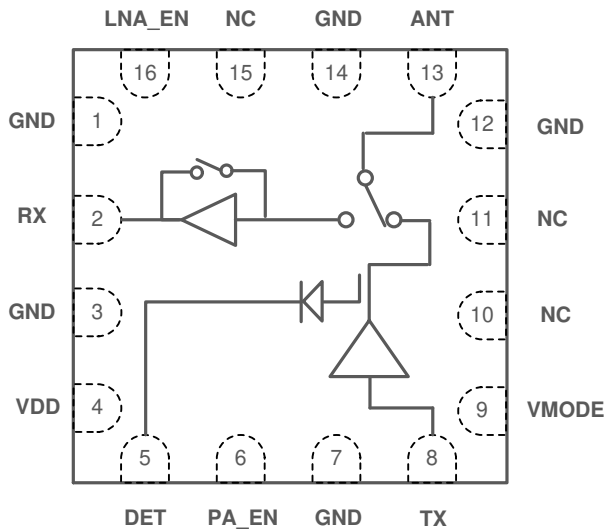 LNA_EN NC GND ANT
16 15 14 13
GND 1 12 GND
RX 2 11 NC
GND 3 10 NC
VDD 4 9 VMODE
5 6 7 8
DET PA_EN GND TX